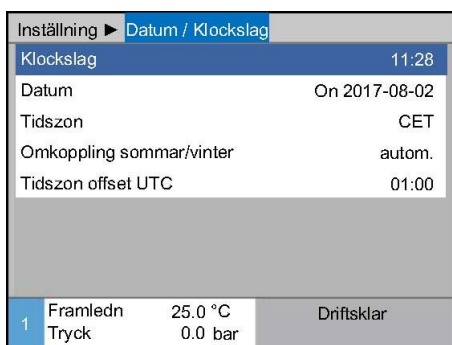 Inställning ► Datum / Klockslag
Klockslag 11:28
Datum On 2017-08-02
Tidszon CET
Omkoppling sommar/vinter autom.
Tidszon offset UTC 01:00
1 Framledn 25.0 °C Driftsklar
Tryck 0.0 bar